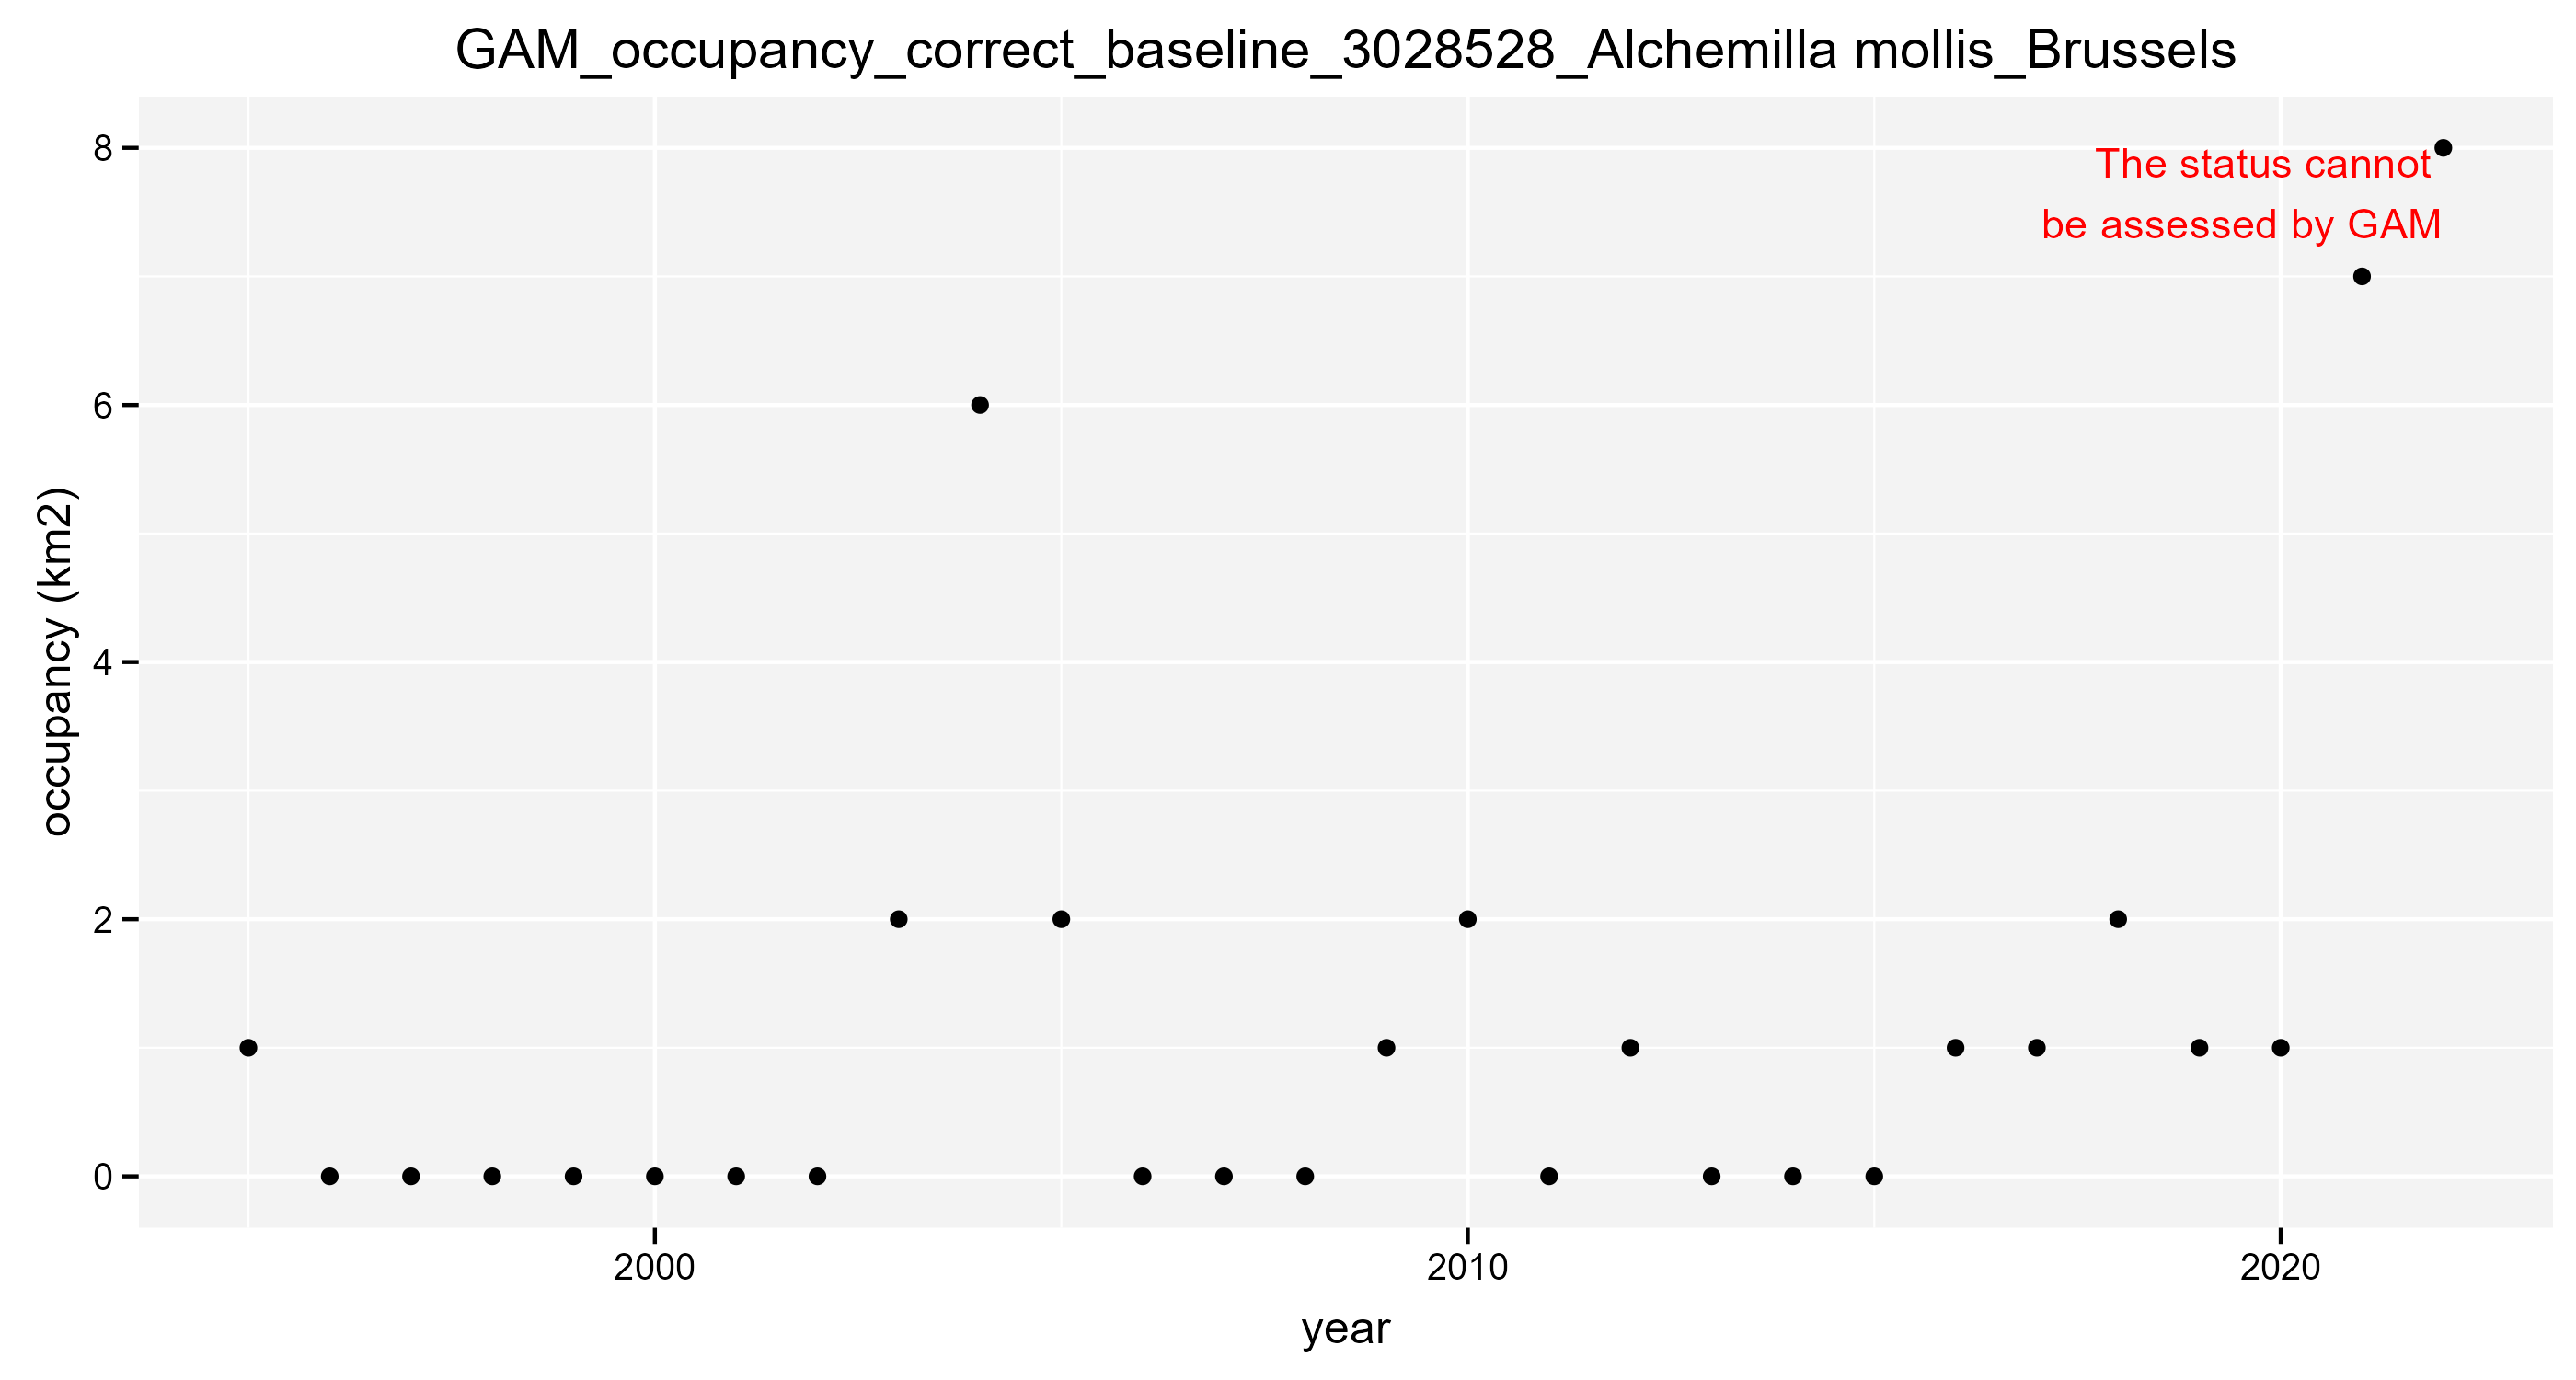 GAM_occupancy_correct_baseline_3028528_Alchemilla mollis_Brussels
The status cannot
be assessed by GAM
8
6
4
2
0
occupancy (km2)
2000
2010
2020
year